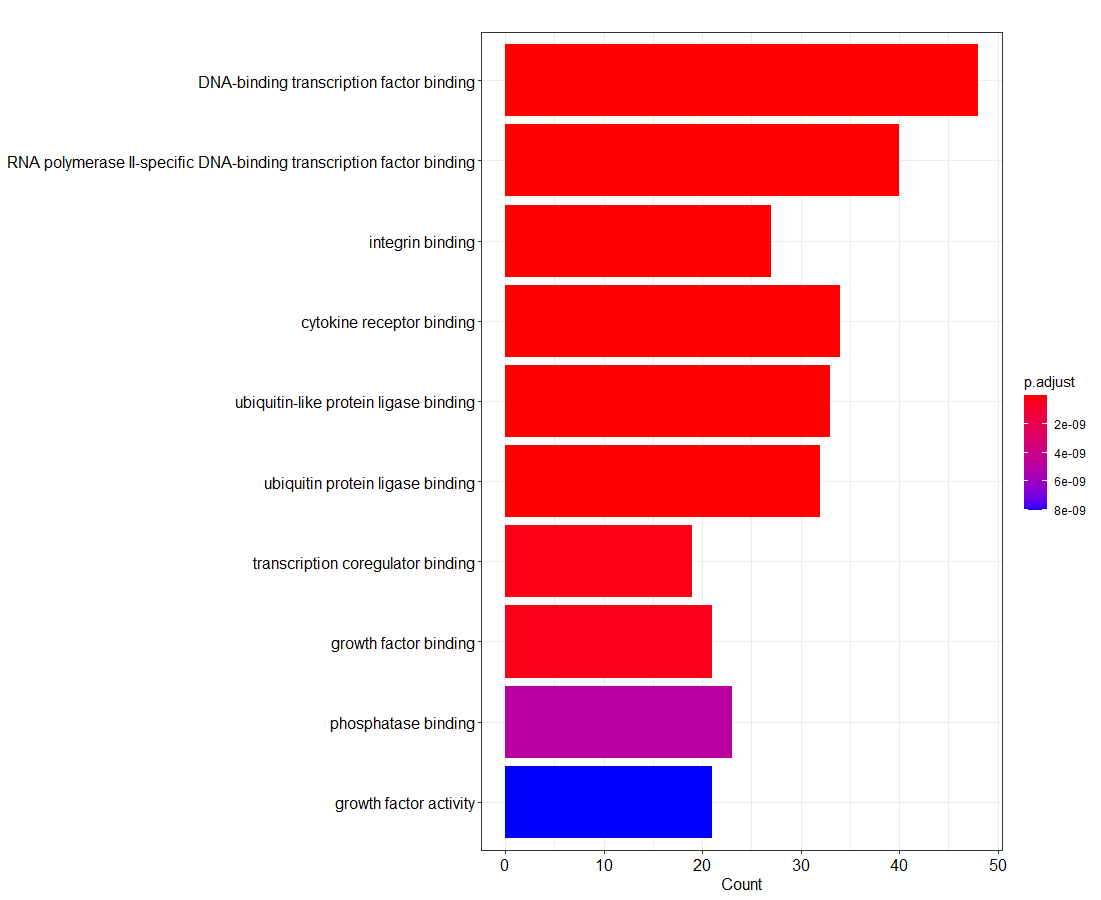 DNA-binding transcription factor binding
RNA polymerase II-specific DNA-binding transcription factor binding
integrin binding
cytokine receptor binding
ubiquitin-like protein ligase binding
ubiquitin protein ligase binding
transcription coregulator binding
growth factor binding
phosphatase binding
growth factor activity
0 10 20 30 40 50
Count
p.adjust
2e-09
4e-09
6e-09
8e-09